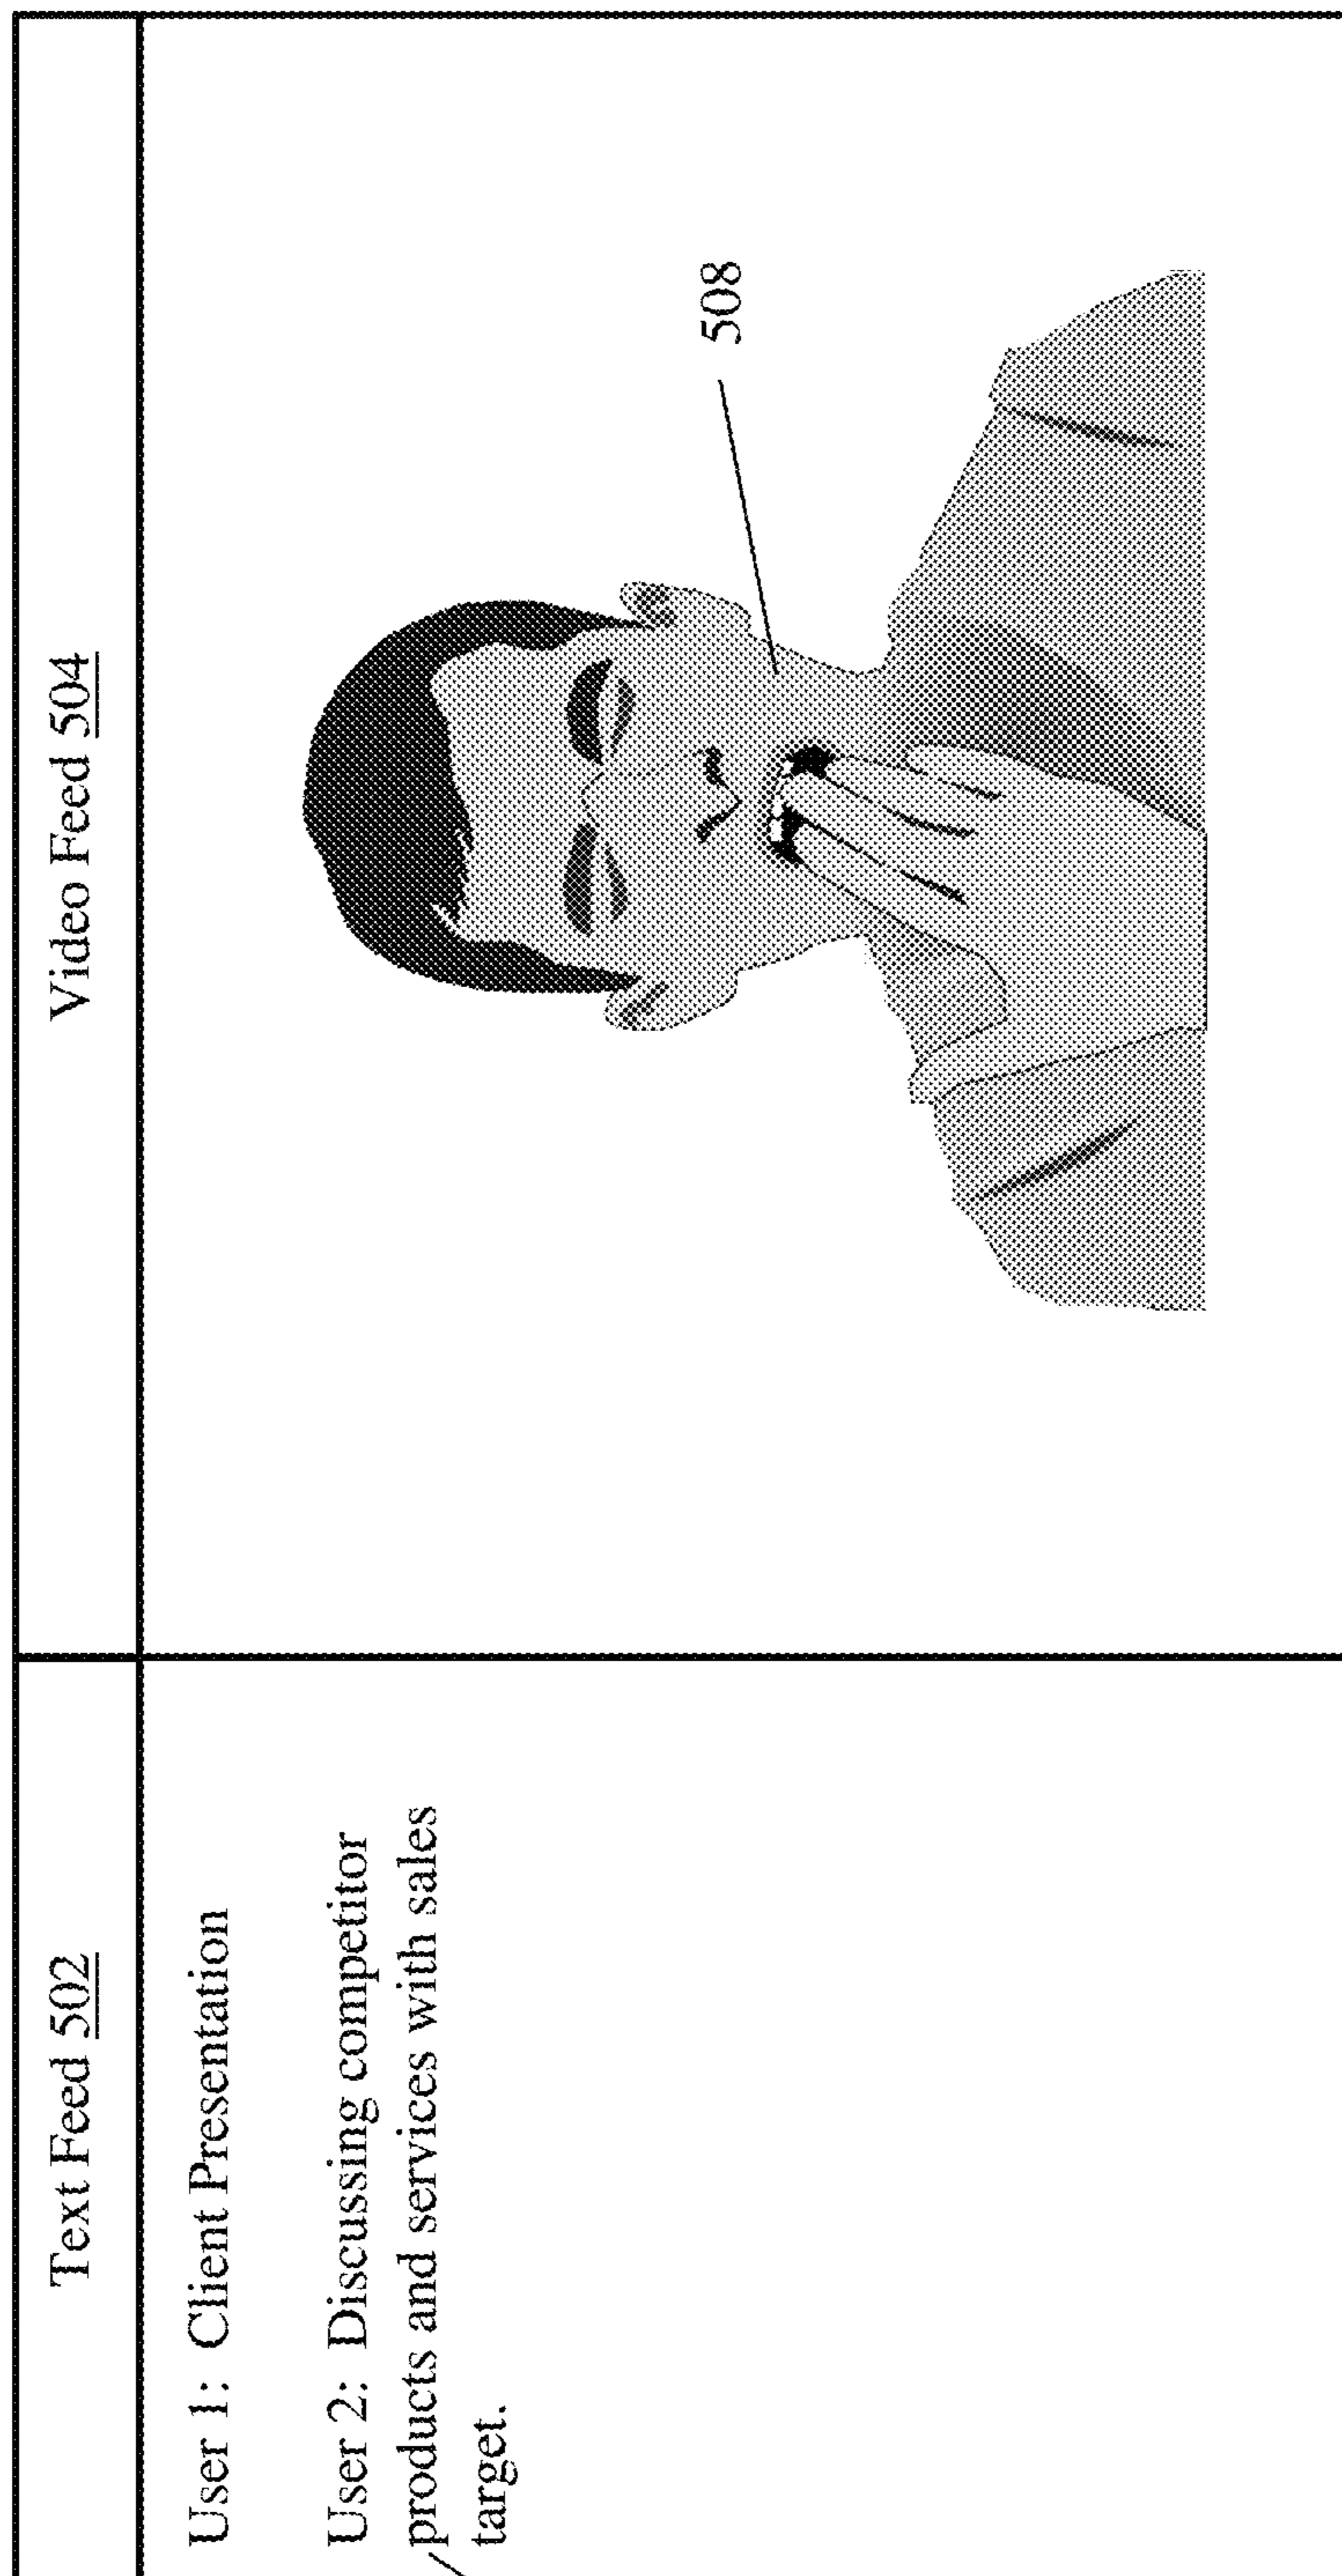 Text Feed 502
Video Feed 504
User 1: Client Presentation
User 2: Discussing competitor
products and services with sales
target.
508